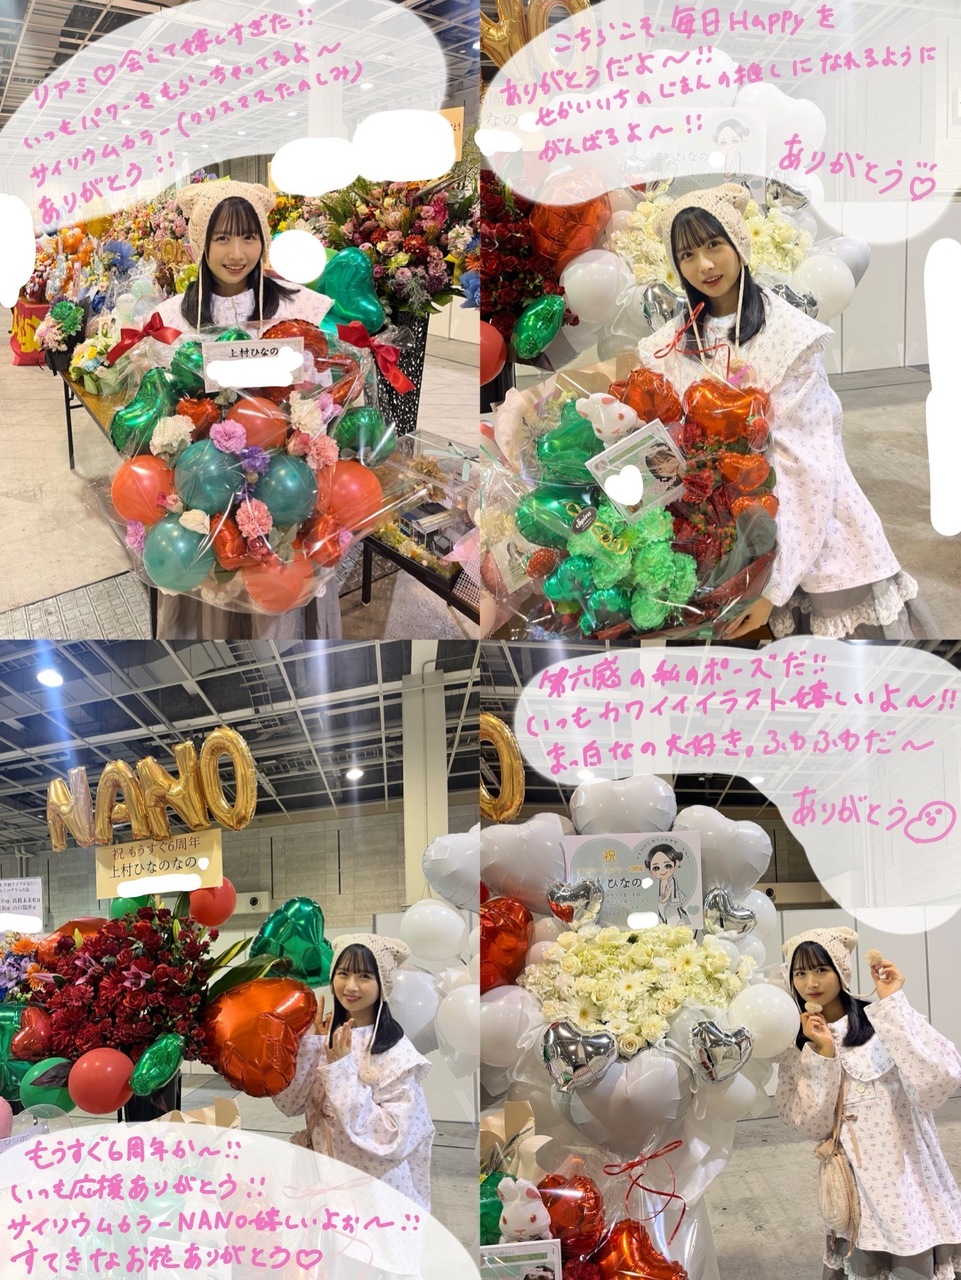 リアミ♡会えて嬉しすぎた!!
いつもパワーをもらっちゃってるよ〜
サイリウムカラー(クリスマスたのしみ)
ありがとう!!
上村ひなの
こちらこそ、毎日Happyを
ありがとうだよ〜!!
せかいいちのじまんの推しになれるように
がんばるよ〜!!
ありがとう
ひなの
NANO
祝 もうすぐ6周年
上村ひなのなの
もうすぐ6周年か〜!!
いつも応援ありがとう!!
サイリウムカラーNANO嬉しいよぉ〜!!
すてきなお花ありがとう♡
第六感の私のポーズだ!!
いつもカワイイイラスト嬉しいよ〜!!
まっ白なの大好き。ふわふわだ〜
ありがとう
祝
ひなの